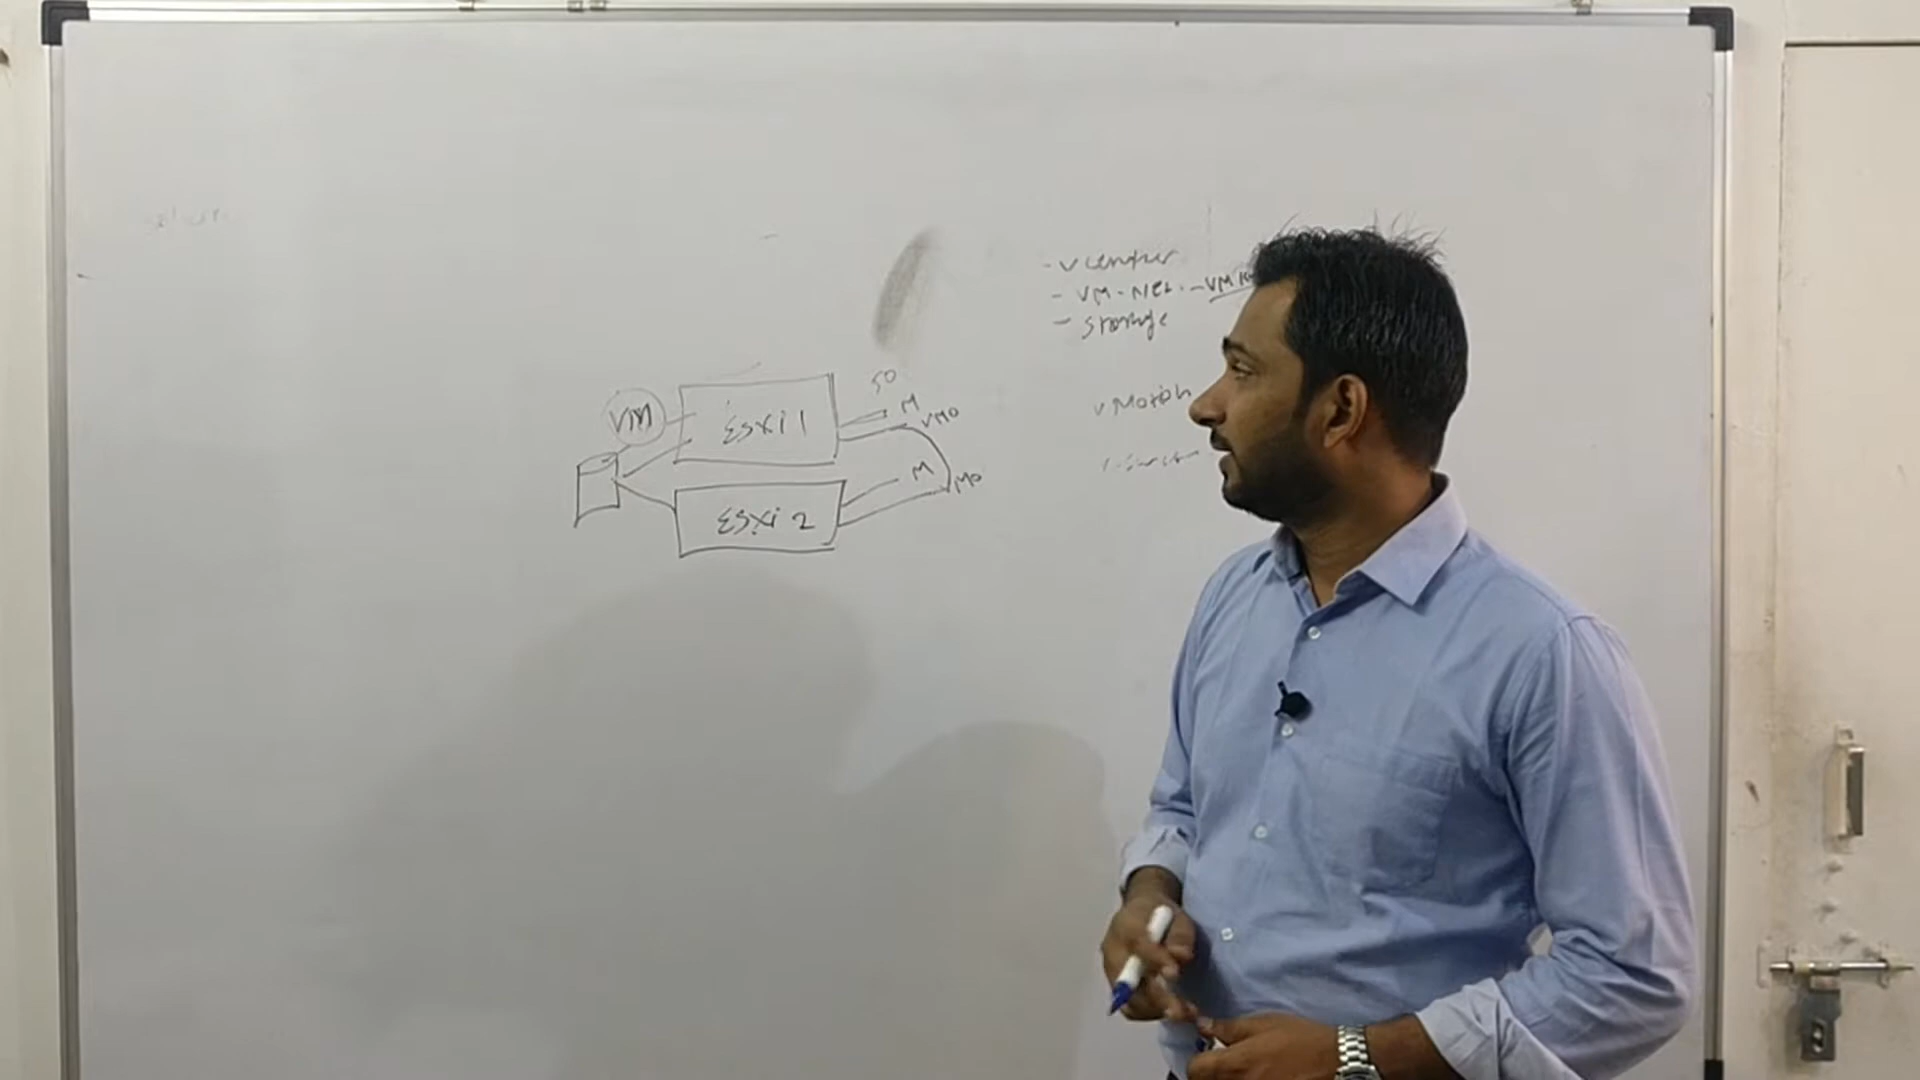 - vcenter
- VM - Net. - VM K
- Storage
50
VM
ESXi 1
M
VMO
vMotion
M
MO
ESXi 2